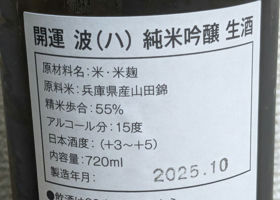 開運 波（ハ）純米吟醸 生酒
原材料名：米・米麹
原料米：兵庫県産山田錦
精米歩合：55%
アルコール分：15度
日本酒度：（+3〜+5）
内容量：720ml
製造年月： 2025.10